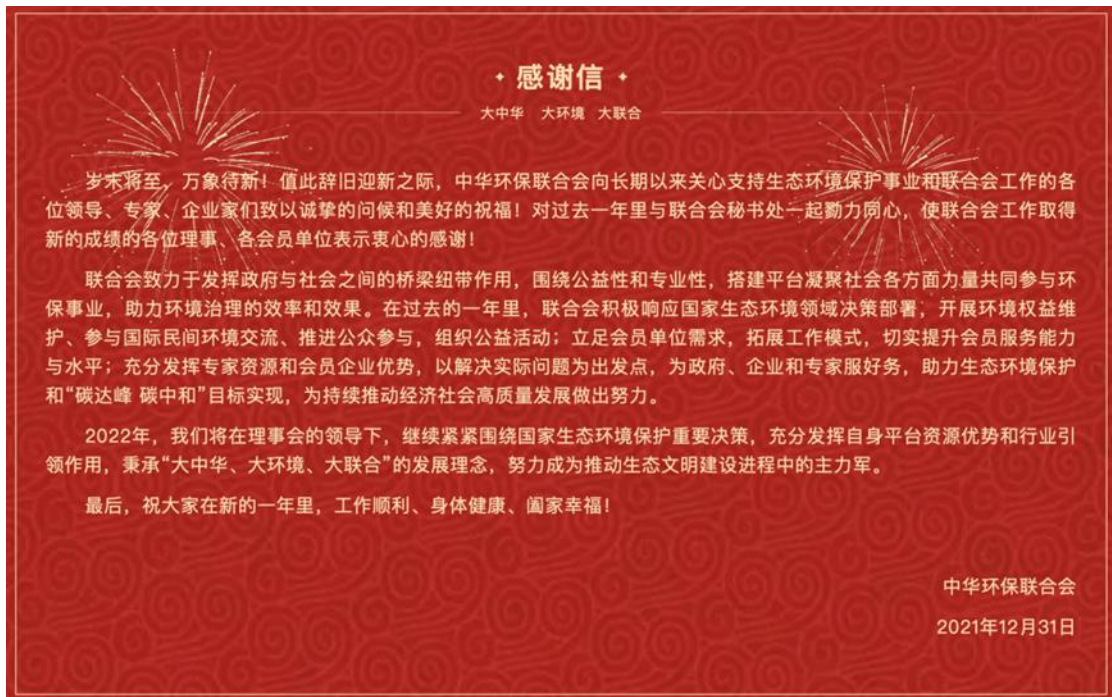 感谢信
大中华 大环境 大联合
岁末将至，万象待新！值此辞旧迎新之际，中华环保联合会向长期以来关心支持生态环境保护事业和联合会工作的各
位领导、专家、企业家们致以诚挚的问候和美好的祝福！对过去一年里与联合会秘书处一起勠力同心，使联合会工作取得
新的成绩的各位理事、各会员单位表示衷心的感谢！
联合会致力于发挥政府与社会之间的桥梁纽带作用，围绕公益性和专业性，搭建平台凝聚社会各方面力量共同参与环
保事业，助力环境治理的效率和效果。在过去的一年里，联合会积极响应国家生态环境领域决策部署，开展环境权益维
护、参与国际民间环境交流、推进公众参与，组织公益活动；立足会员单位需求，拓展工作模式，切实提升会员服务能力
与水平；充分发挥专家资源和会员企业优势，以解决实际问题为出发点，为政府、企业和专家服好务，助力生态环境保护
和“碳达峰 碳中和”目标实现，为持续推动经济社会高质量发展做出努力。
2022年，我们将在理事会的领导下，继续紧紧围绕国家生态环境保护重要决策，充分发挥自身平台资源优势和行业引
领作用，秉承“大中华、大环境、大联合”的发展理念，努力成为推动生态文明建设进程中的主力军。
最后，祝大家在新的一年里，工作顺利、身体健康、阖家幸福！
中华环保联合会
2021年12月31日